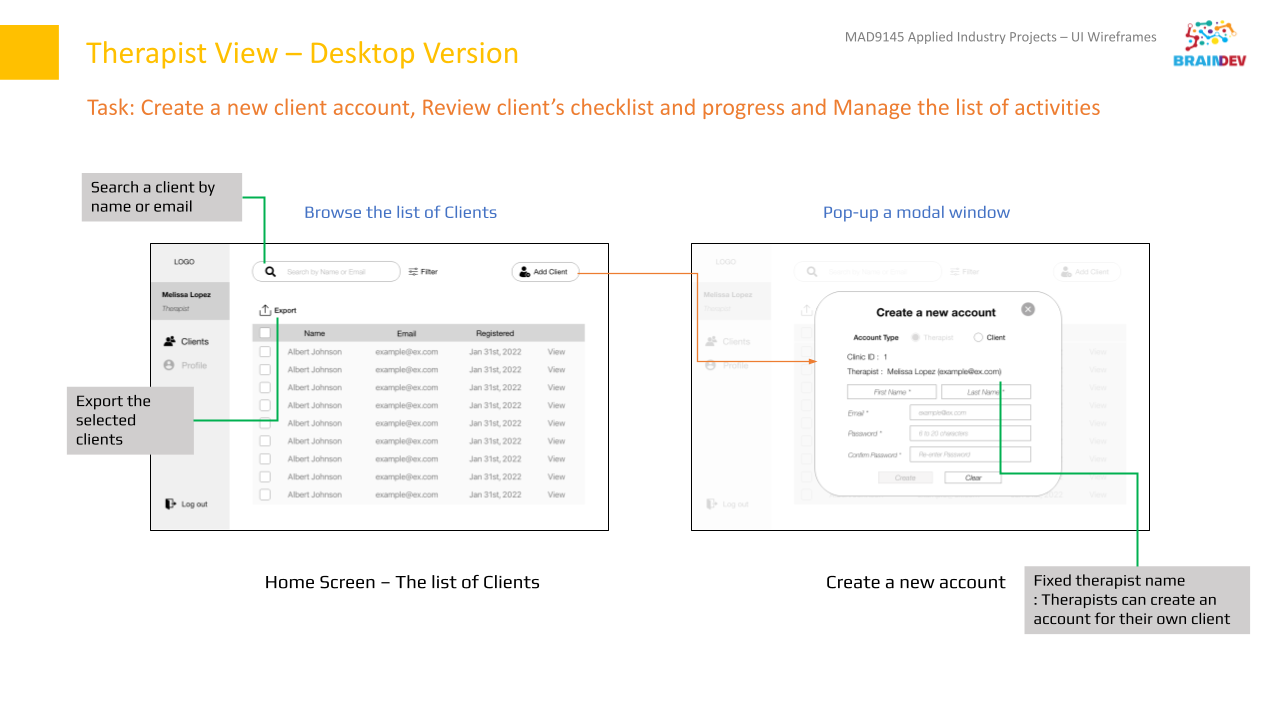 Therapist View – Desktop Version
MAD9145 Applied Industry Projects – UI Wireframes
BRAINDEV
Task: Create a new client account, Review client’s checklist and progress and Manage the list of activities
Search a client by
name or email
Browse the list of Clients
Pop-up a modal window
LOGO
Search by Name or Email
Filter
Add Client
Melissa Lopez
Therapist
Export
Name Email Registered
Clients
Profile
Albert Johnson example@ex.com Jan 31st, 2022 View
Albert Johnson example@ex.com Jan 31st, 2022 View
Albert Johnson example@ex.com Jan 31st, 2022 View
Albert Johnson example@ex.com Jan 31st, 2022 View
Albert Johnson example@ex.com Jan 31st, 2022 View
Albert Johnson example@ex.com Jan 31st, 2022 View
Albert Johnson example@ex.com Jan 31st, 2022 View
Albert Johnson example@ex.com Jan 31st, 2022 View
Albert Johnson example@ex.com Jan 31st, 2022 View
Log out
Export the
selected
clients
LOGO
Filter
Add Client
Melissa Lopez
Therapist
Clients
Profile
Log out
Create a new account
Account Type Therapist Client
Clinic ID : 1
Therapist : Melissa Lopez (example@ex.com)
First Name * Last Name *
Email * example@ex.com
Password * 6 to 20 characters
Confirm Password * Re-enter Password
Create Clear
View
View
View
View
View
View
Home Screen – The list of Clients
Create a new account
Fixed therapist name
: Therapists can create an
account for their own client